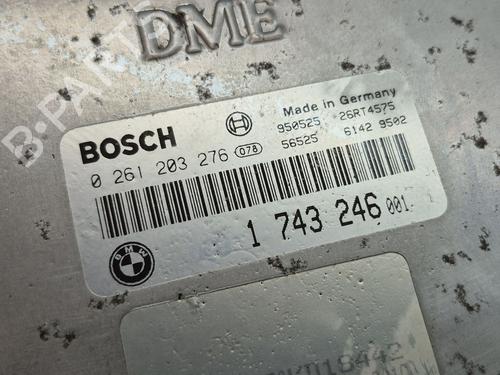 DME
BOSCH
Made in Germany
950525 26RT4575
0 261 203 276 078 56525 6142 9502
1 743 246 001
BMW
B-PARTS